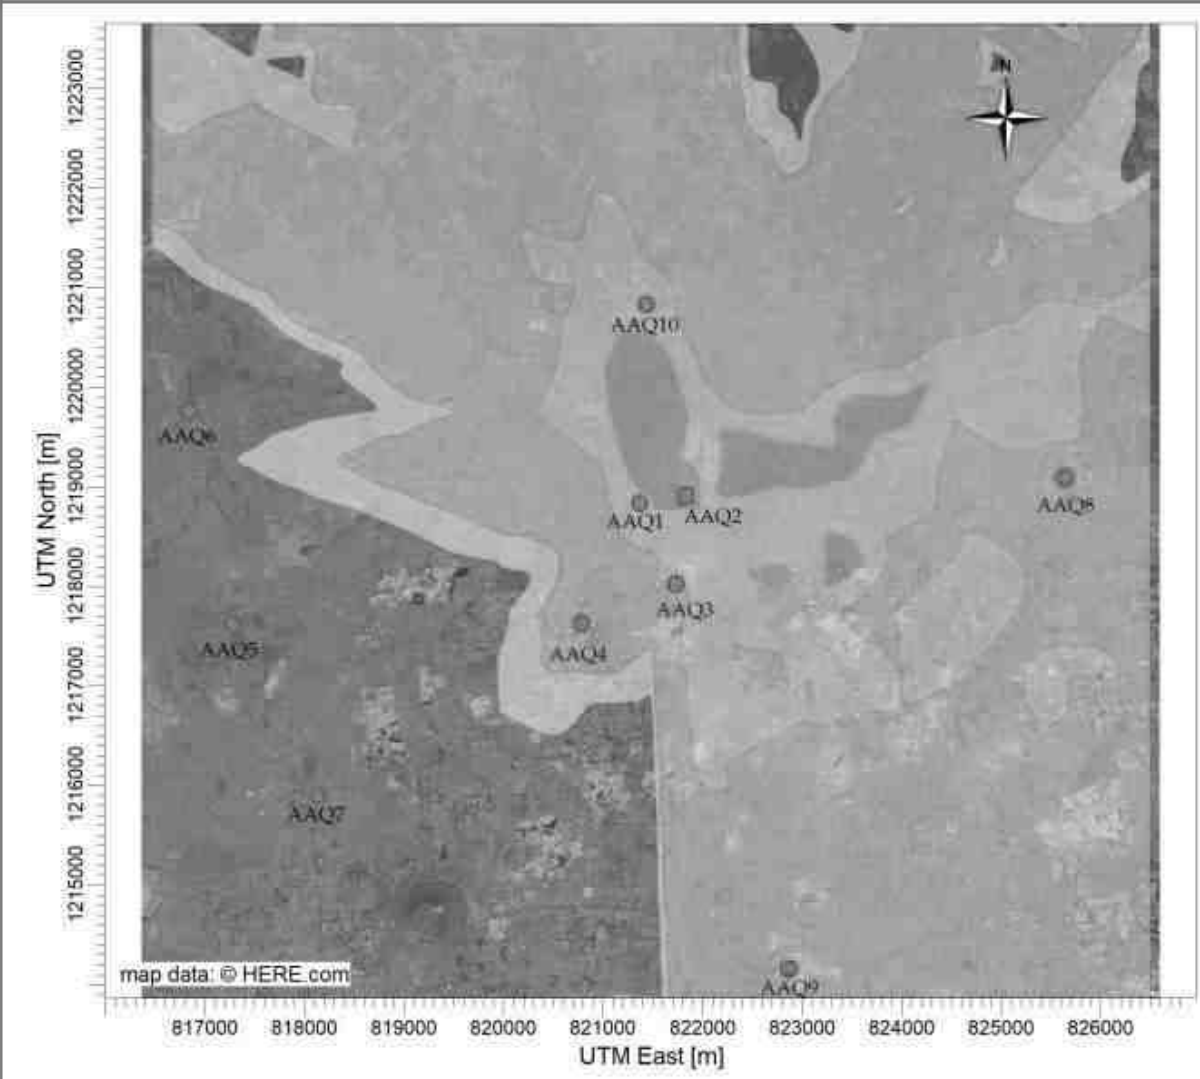 N
1223000
1222000
1221000
1220000
1219000
1218000
1217000
1216000
1215000
UTM North [m]
AAQ10
AAQ6
AAQ8
AAQ1
AAQ2
AAQ3
AAQ5
AAQ4
AAQ7
AAQ9
map data: © HERE.com
817000 818000 819000 820000 821000 822000 823000 824000 825000 826000
UTM East [m]